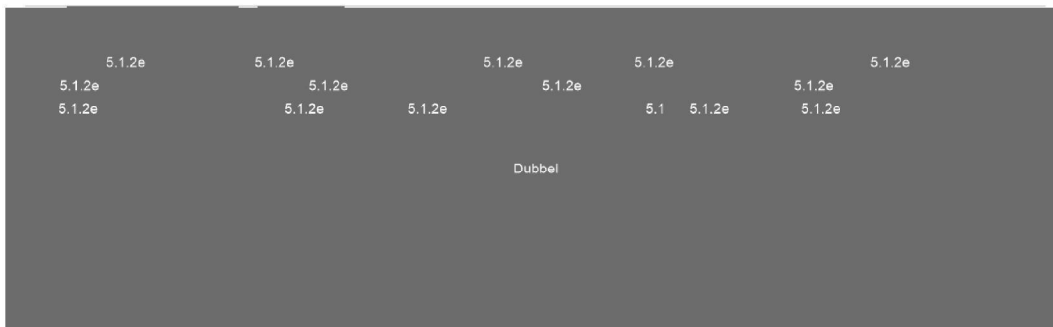 5.1.2e 5.1.2e 5.1.2e 5.1.2e 5.1.2e
5.1.2e 5.1.2e 5.1.2e 5.1.2e
5.1.2e 5.1.2e 5.1.2e 5.1 5.1.2e 5.1.2e
Dubbel